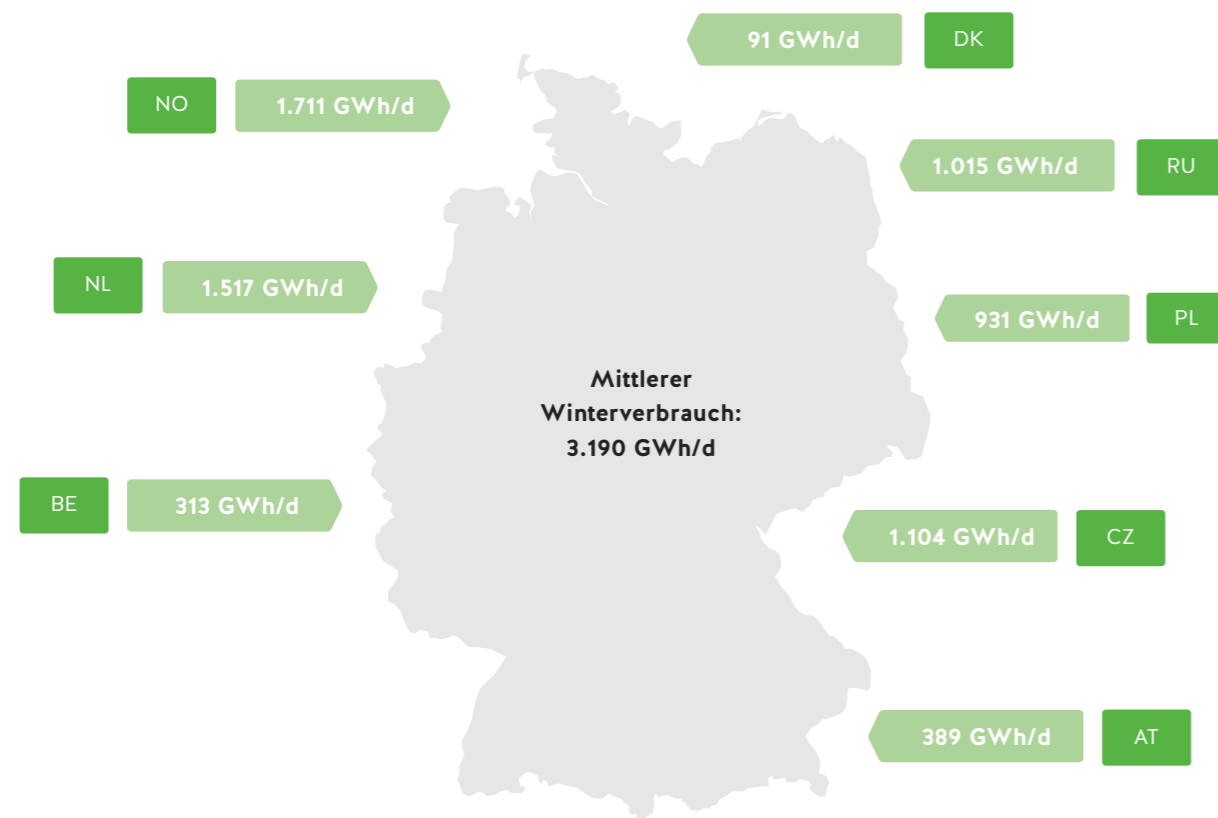 91 GWh/d DK
NO 1.711 GWh/d
1.015 GWh/d RU
NL 1.517 GWh/d
931 GWh/d PL
Mittlerer
Winterverbrauch:
3.190 GWh/d
BE 313 GWh/d
1.104 GWh/d CZ
389 GWh/d AT